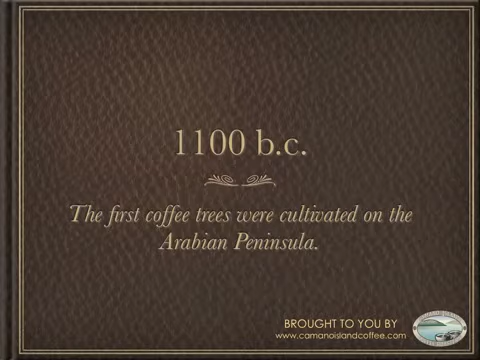 1100 b.c.
The first coffee trees were cultivated on the
Arabian Peninsula.
BROUGHT TO YOU BY
www.camanoislandcoffee.com